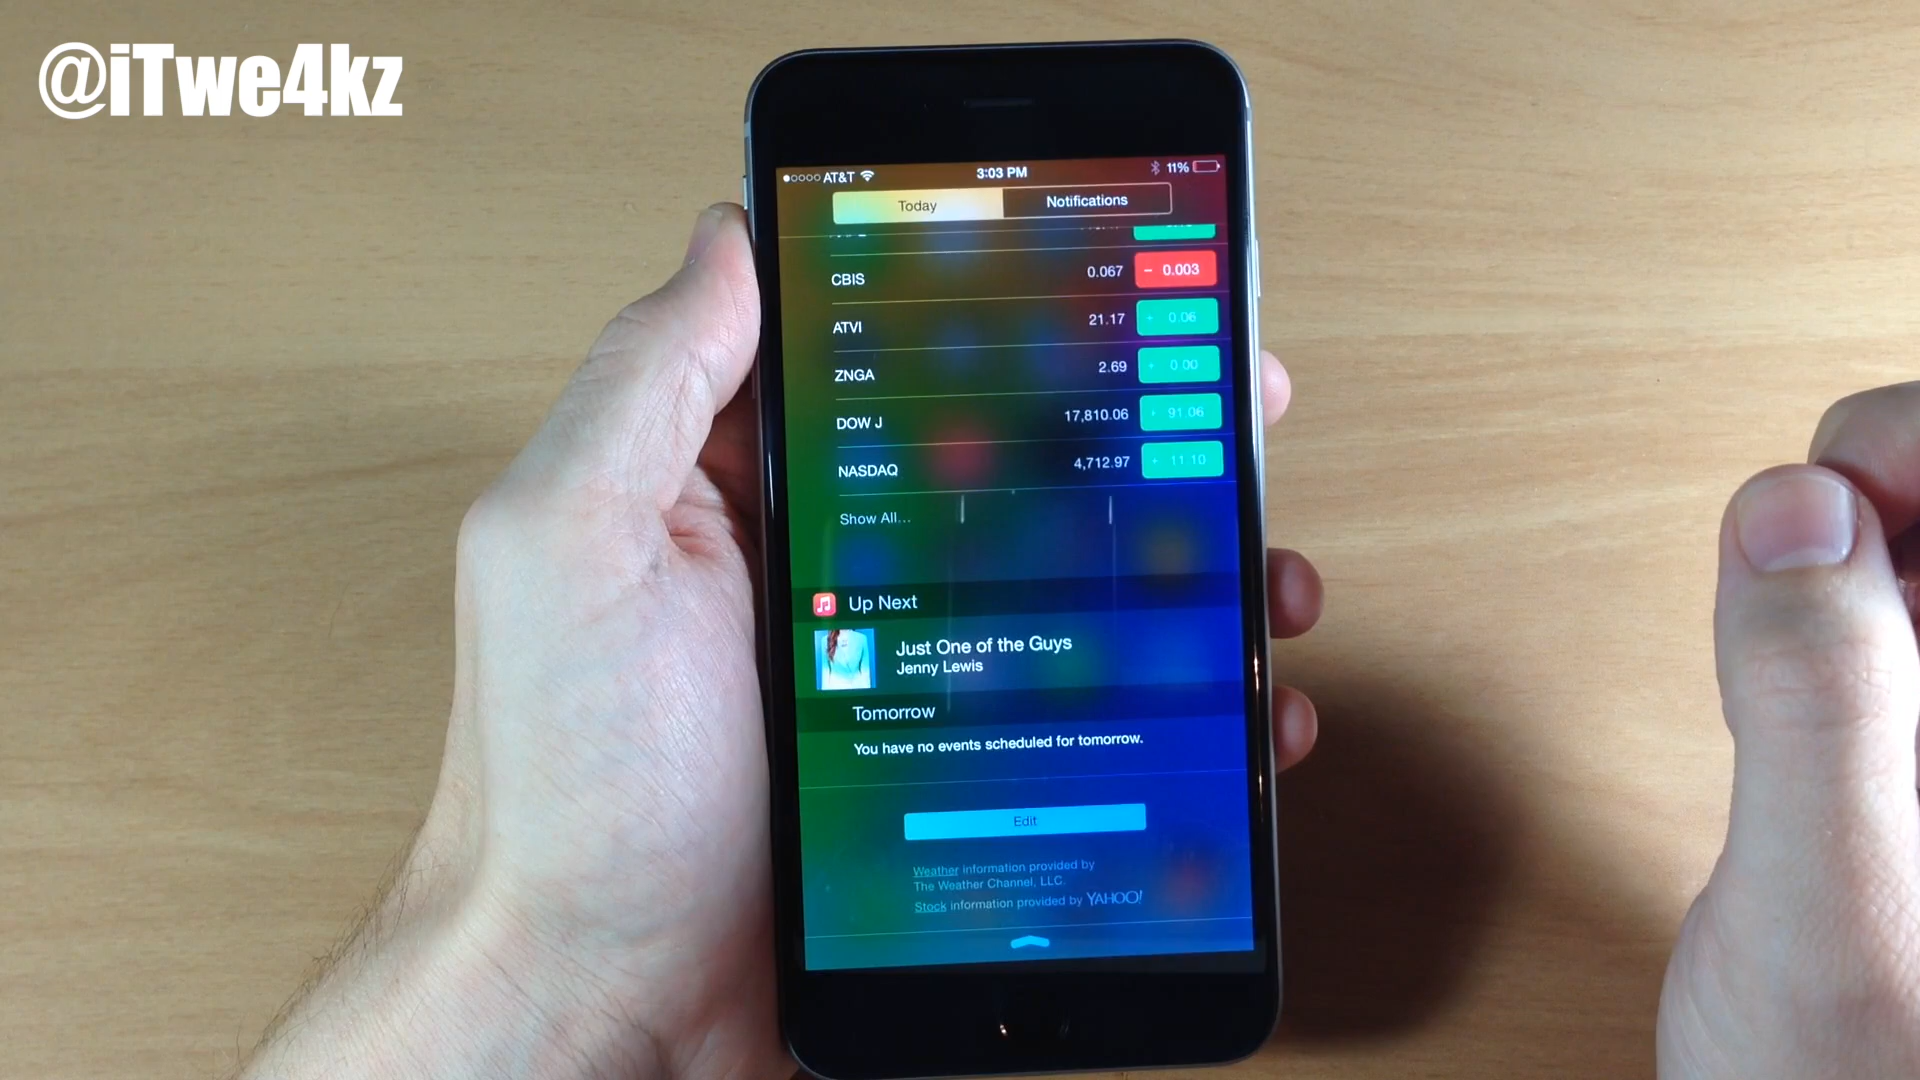 @iTwe4kz
AT&T 3:03 PM 11%
Today Notifications
CBIS 0.067 - 0.003
ATVI 21.17 + 0.06
ZNGA 2.69 + 0.00
DOW J 17,810.06 + 91.06
NASDAQ 4,712.97 + 11.10
Show All...
Up Next
Just One of the Guys
Jenny Lewis
Tomorrow
You have no events scheduled for tomorrow.
Edit
Weather information provided by
The Weather Channel, LLC.
Stock information provided by YAHOO!